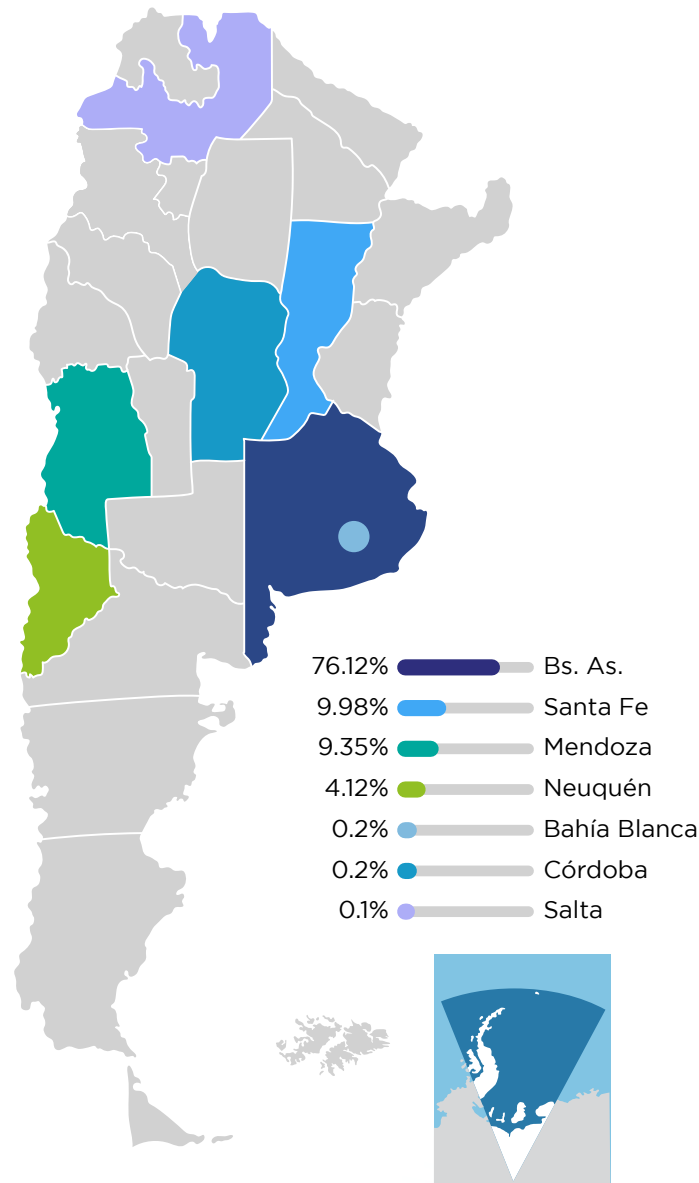 76.12% Bs. As.
9.98% Santa Fe
9.35% Mendoza
4.12% Neuquén
0.2% Bahía Blanca
0.2% Córdoba
0.1% Salta